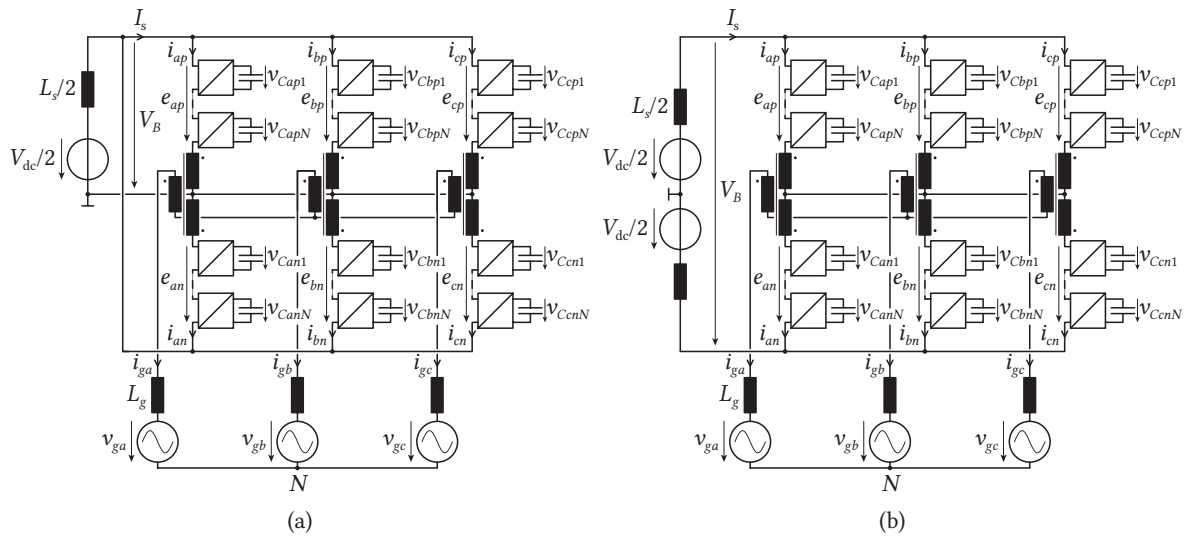 I_s I_s
i_ap i_bp i_cp i_ap i_bp i_cp
v_Cap1 v_Cbp1 v_Ccp1 v_Cap1 v_Cbp1 v_Ccp1
L_s/2 e_ap e_bp e_cp L_s/2 e_ap e_bp e_cp
V_B
v_CapN v_CbpN v_CcpN v_CapN v_CbpN v_CcpN
V_dc/2 V_dc/2
V_B
V_dc/2
v_Can1 v_Cbn1 v_Ccn1 v_Can1 v_Cbn1 v_Ccn1
e_an e_bn e_cn e_an e_bn e_cn
v_CanN v_CbnN v_CcnN v_CanN v_CbnN v_CcnN
i_an i_bn i_cn i_an i_bn i_cn
i_ga i_gb i_gc i_ga i_gb i_gc
L_g L_g
v_ga v_gb v_gc v_ga v_gb v_gc
N N
(a) (b)